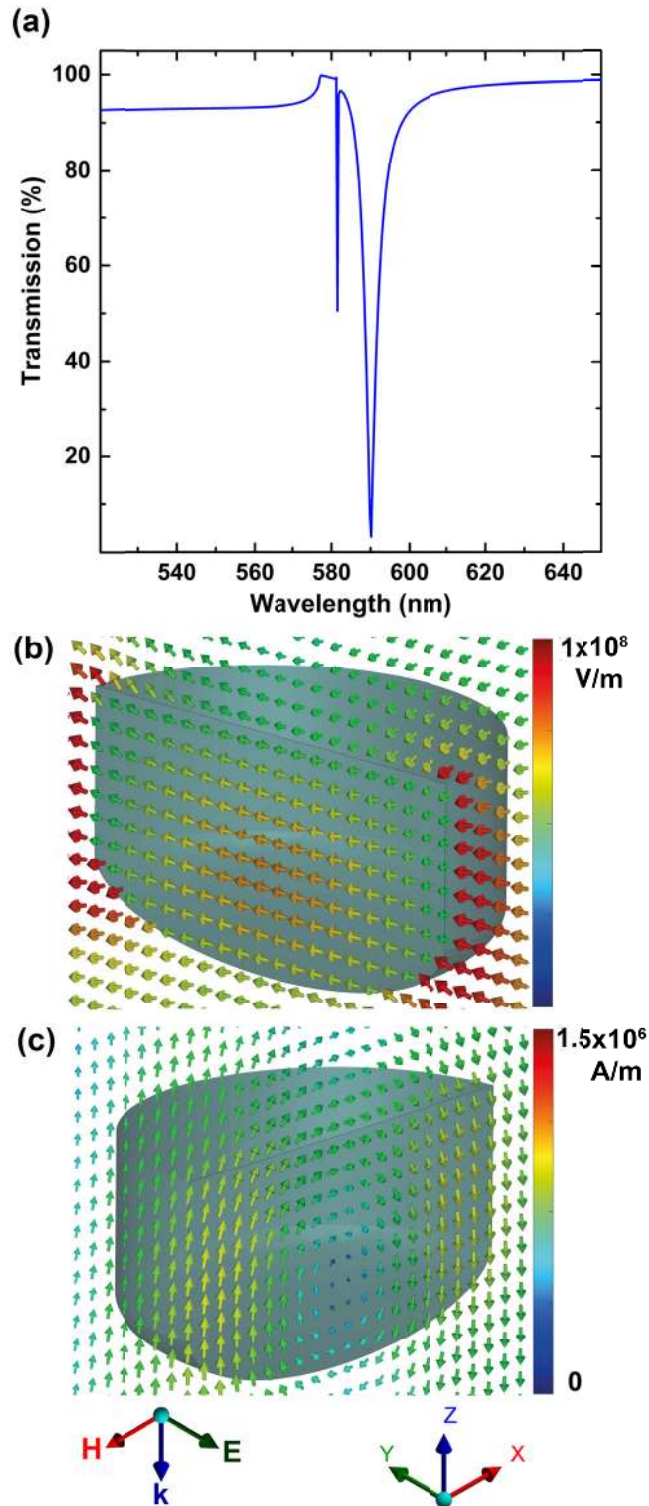 (a)
100
80
60
40
20
Transmission (%)
540 560 580 600 620 640
Wavelength (nm)
(b)
1x10⁸
V/m
(c)
1.5x10⁶
A/m
0
H E
k
Z
Y X